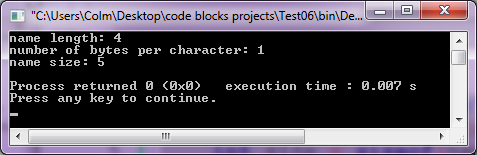 "C:\Users\Colm\Desktop\code blocks projects\Test06\bin\De...
name length: 4
number of bytes per character: 1
name size: 5
Process returned 0 (0x0)   execution time : 0.007 s
Press any key to continue.